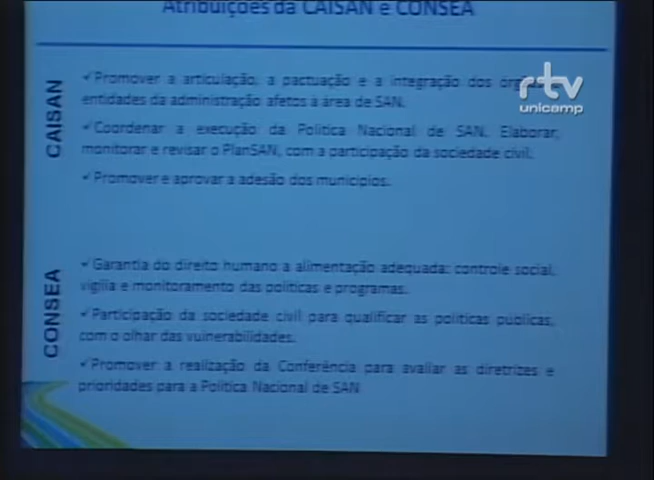 Atribuições da CAISAN e CONSEA
rtv
unicamp
CAISAN
✓Promover a articulação, a pactuação e a integração dos
entidades da administração afetos à área de SAN.
✓Coordenar a execução da Política Nacional de SAN. Elaborar,
monitorar e revisar o PlanSAN, com a participação da sociedade civil.
✓Promover e aprovar a adesão dos municípios.
CONSEA
✓Garantia do direito humano a alimentação adequada: controle social,
vigília e monitoramento das políticas e programas.
✓Participação da sociedade civil para qualificar as políticas públicas,
com o olhar das vulnerabilidades.
✓Promover a realização da Conferência para avaliar as diretrizes e
prioridades para a Política Nacional de SAN